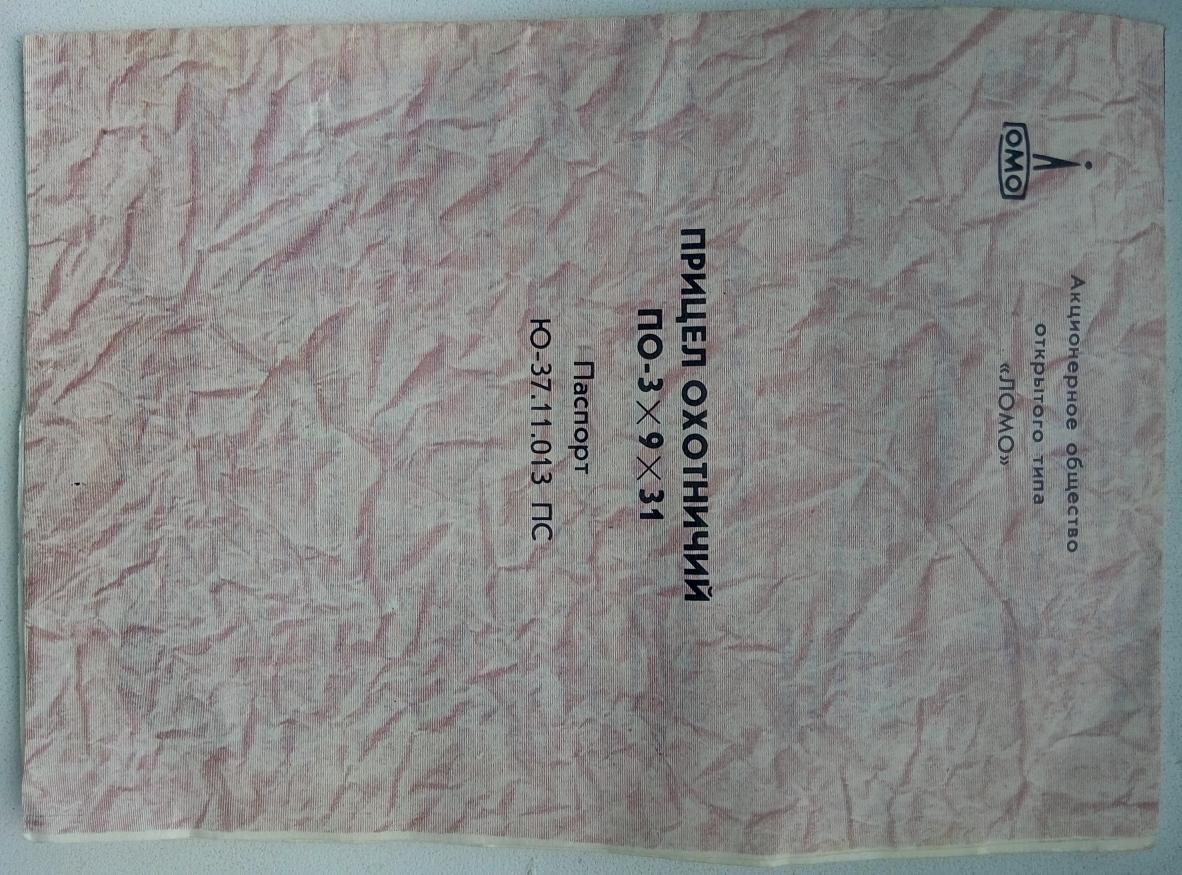 ЛОМО
Акционерное общество
открытого типа
«ЛОМО»
ПРИЦЕЛ ОХОТНИЧИЙ
ПО-3×9×31
Паспорт
Ю-37.11.013 ПС